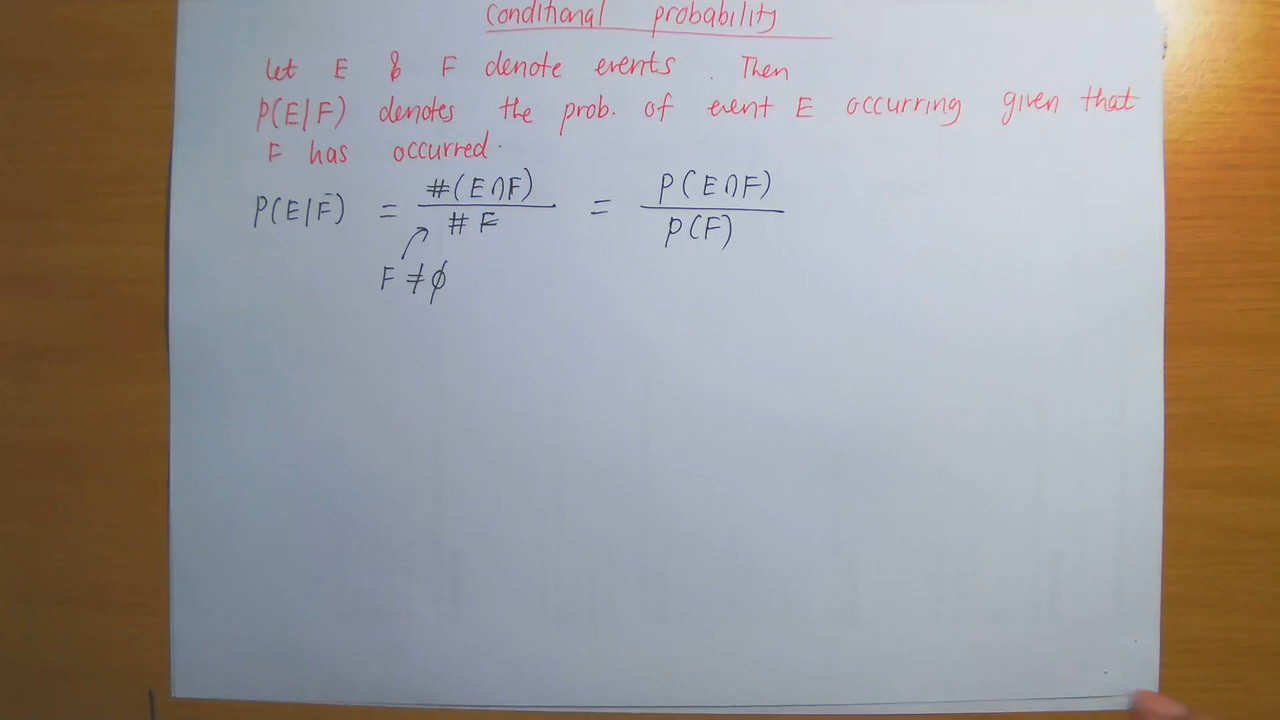 Conditional probability
let E & F denote events. Then
P(E|F) denotes the prob. of event E occurring given that
F has occurred.
P(E|F) = #(E∩F) / #F = P(E∩F) / P(F)
F ≠ φ